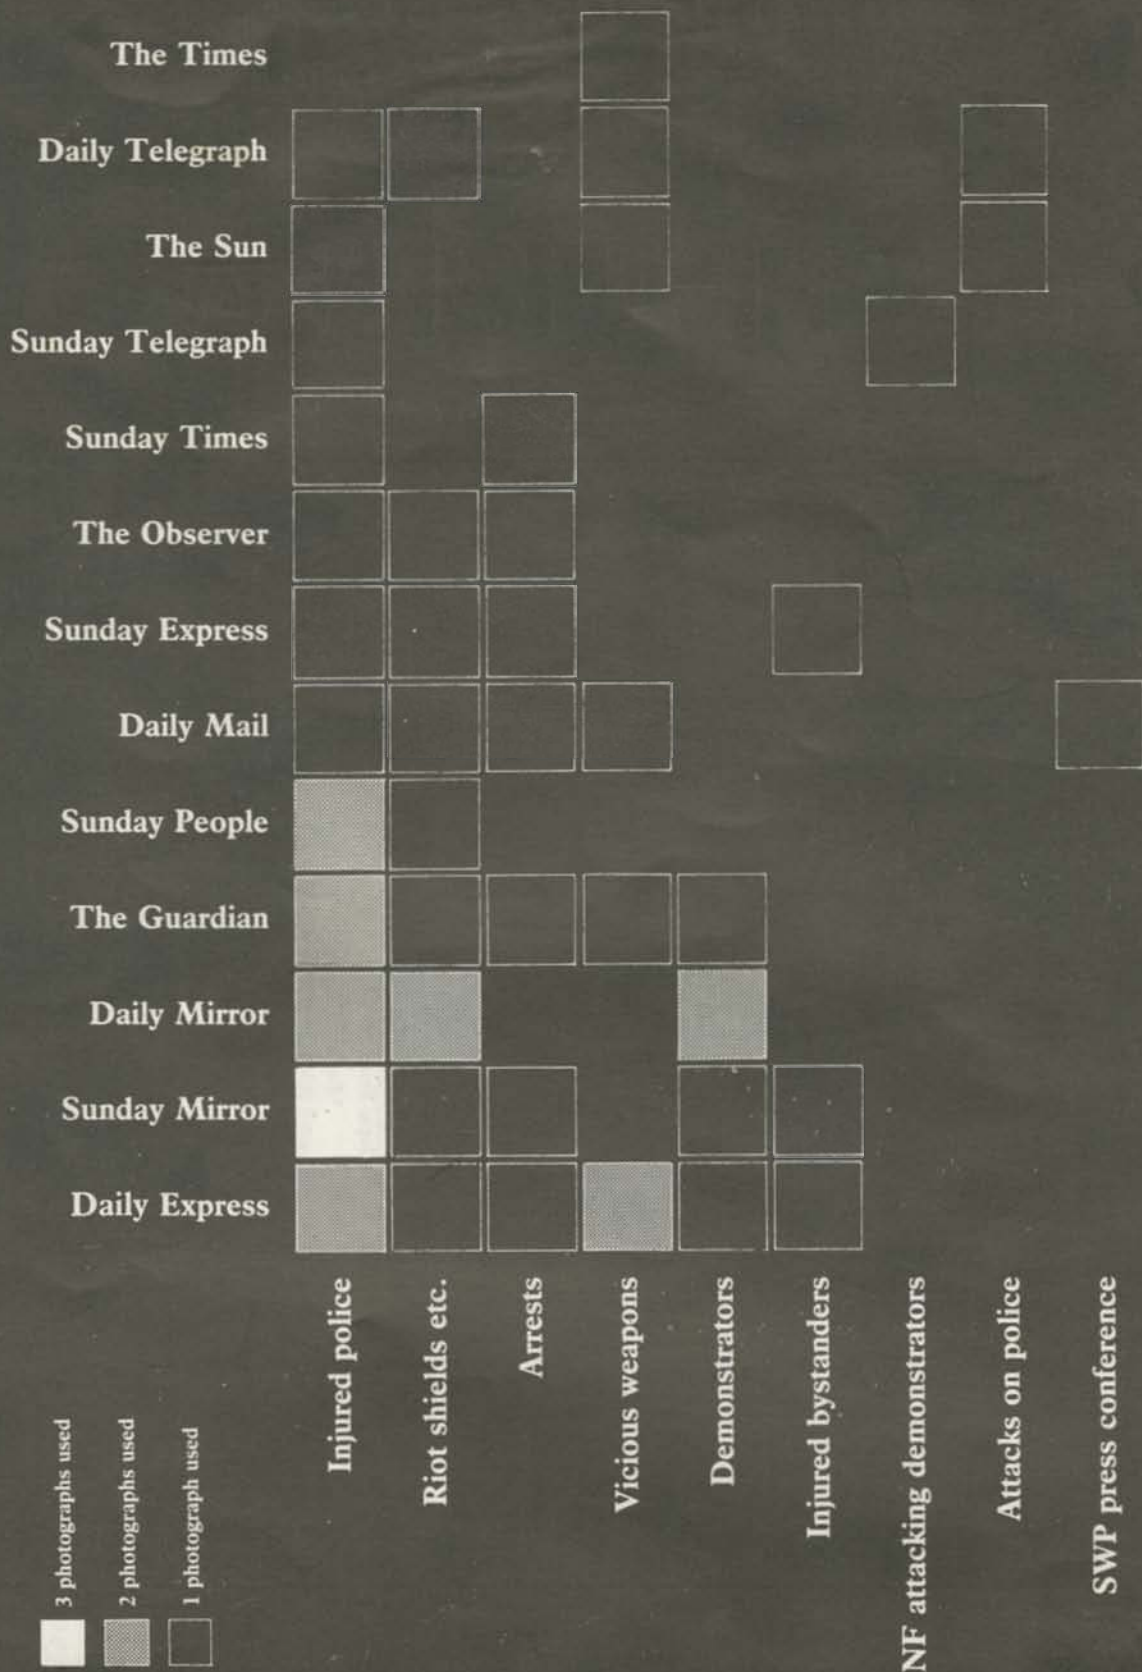 The Times
Daily Telegraph
The Sun
Sunday Telegraph
Sunday Times
The Observer
Sunday Express
Daily Mail
Sunday People
The Guardian
Daily Mirror
Sunday Mirror
Daily Express
Injured police
Riot shields etc.
Arrests
Vicious weapons
Demonstrators
Injured bystanders
NF attacking demonstrators
Attacks on police
SWP press conference
3 photographs used
2 photographs used
1 photograph used